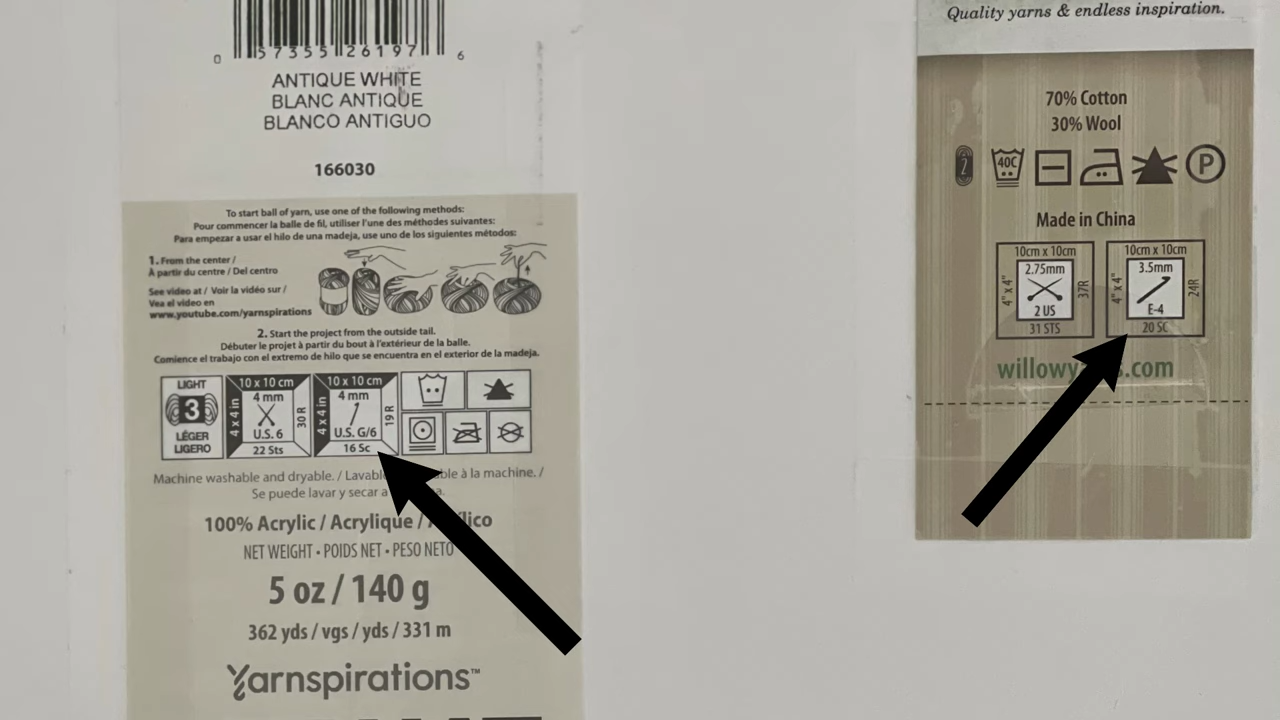 0 57355 26197 6
ANTIQUE WHITE
BLANC ANTIQUE
BLANCO ANTIGUO
166030
To start ball of yarn, use one of the following methods:
Pour commencer la balle de fil, utiliser l'une des méthodes suivantes:
Para empezar a usar el hilo de una madeja, use uno de los siguientes métodos:
1. From the center /
À partir du centre / Del centro
See video at / Voir la vidéo sur /
Vea el video en
www.youtube.com/yarnspirations
2. Start the project from the outside tail.
Débuter le projet à partir du bout à l'extérieur de la balle.
Comience el trabajo con el extremo de hilo que se encuentra en el exterior de la madeja.
LIGHT
3
LÉGER
LIGERO
10 x 10 cm
4 x 4 in
4 mm
U.S. 6
30 R
22 Sts
10 x 10 cm
4 x 4 in
4 mm
U.S. G/6
19 R
16 Sc
Machine washable and dryable. / Lavab ble à la machine. /
Se puede lavar y secar a a.
100% Acrylic / Acrylique / lico
NET WEIGHT • POIDS NET • PESO NETO
5 oz / 140 g
362 yds / vgs / yds / 331 m
Yarnspirations™
Quality yarns & endless inspiration.
70% Cotton
30% Wool
2
40C
P
Made in China
10cm x 10cm
4" x 4"
2.75mm
2 US
37R
31 STS
10cm x 10cm
4" x 4"
3.5mm
E-4
24R
20 SC
willowy s.com